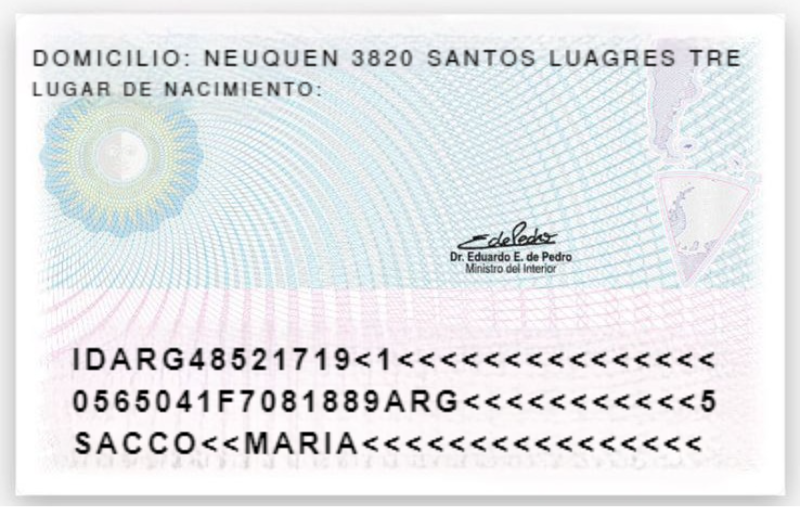 DOMICILIO: NEUQUEN 3820 SANTOS LUAGRES TRE
LUGAR DE NACIMIENTO:
EdePedro
Dr. Eduardo E. de Pedro
Ministro del Interior
IDARG48521719<1<<<<<<<<<<<<<<<
0565041F7081889ARG<<<<<<<<<<<5
SACCO<<MARIA<<<<<<<<<<<<<<<<<<